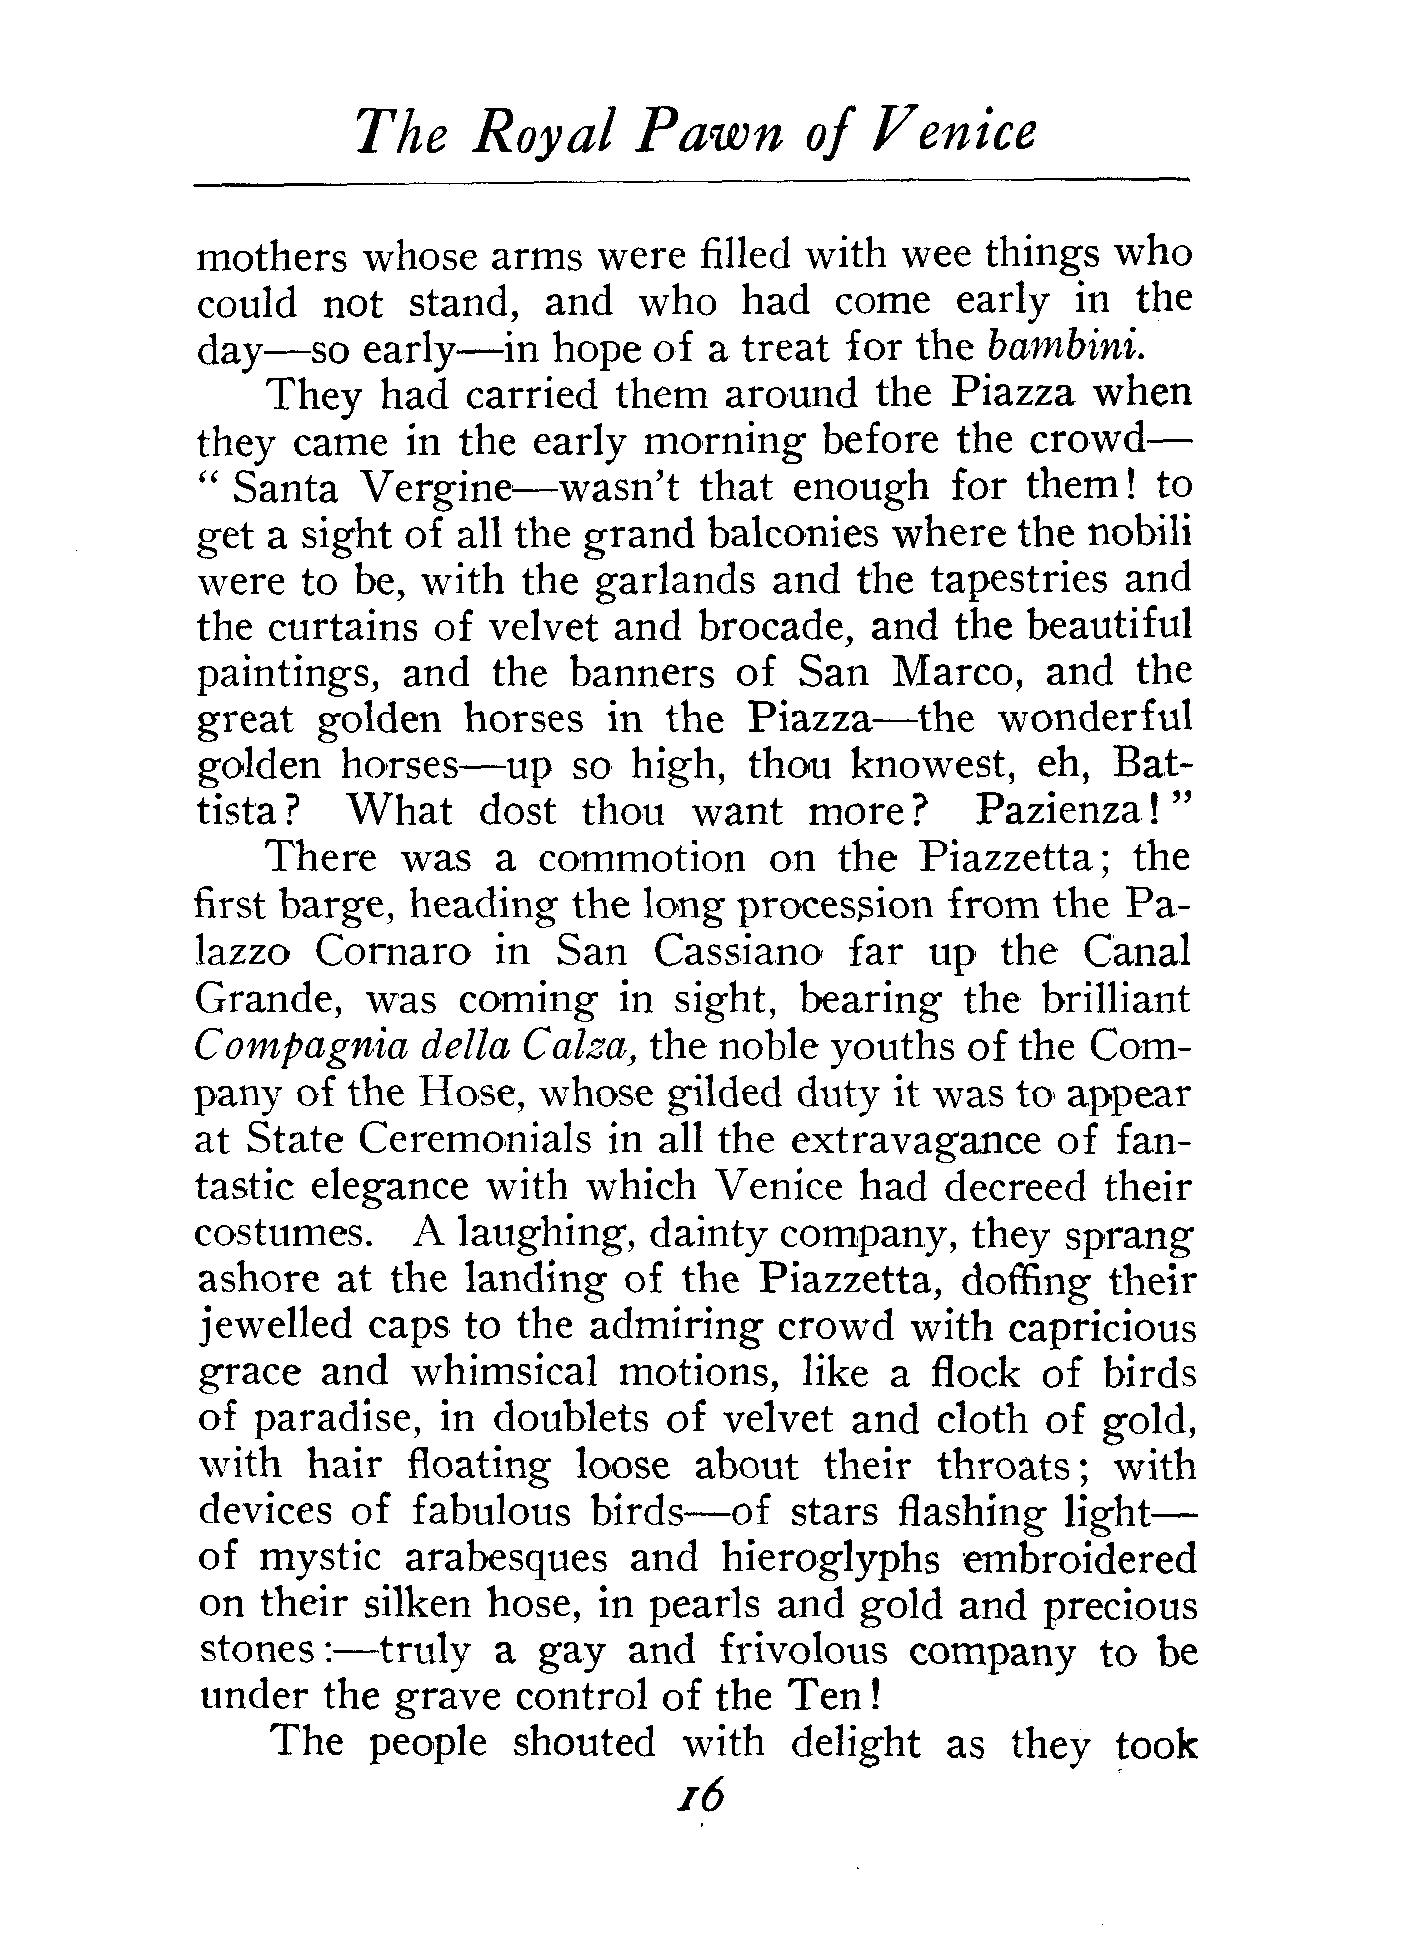 The Royal Pawn of Venice
mothers whose arms were filled with wee things who
could not stand, and who had come early in the
day—so early—in hope of a treat for the bambini.
They had carried them around the Piazza when
they came in the early morning before the crowd—
“ Santa Vergine—wasn't that enough for them! to
get a sight of all the grand balconies where the nobili
were to be, with the garlands and the tapestries and
the curtains of velvet and brocade, and the beautiful
paintings, and the banners of San Marco, and the
great golden horses in the Piazza—the wonderful
golden horses—up so high, thou knowest, eh, Bat-
tista? What dost thou want more? Pazienza! ”
There was a commotion on the Piazzetta; the
first barge, heading the long procession from the Pa-
lazzo Cornaro in San Cassiano far up the Canal
Grande, was coming in sight, bearing the brilliant
Compagnia della Calza, the noble youths of the Com-
pany of the Hose, whose gilded duty it was to appear
at State Ceremonials in all the extravagance of fan-
tastic elegance with which Venice had decreed their
costumes. A laughing, dainty company, they sprang
ashore at the landing of the Piazzetta, doffing their
jewelled caps to the admiring crowd with capricious
grace and whimsical motions, like a flock of birds
of paradise, in doublets of velvet and cloth of gold,
with hair floating loose about their throats; with
devices of fabulous birds—of stars flashing light—
of mystic arabesques and hieroglyphs embroidered
on their silken hose, in pearls and gold and precious
stones:—truly a gay and frivolous company to be
under the grave control of the Ten!
The people shouted with delight as they took
16